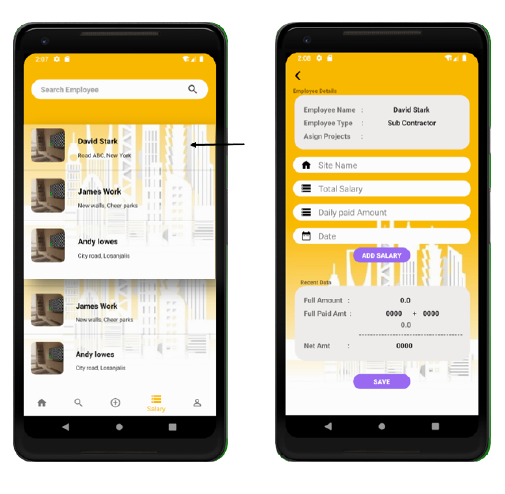 2:07
Search Employee
David Stark
Road ABC, New York
James Work
New walls, Cheer parks
Andy lowes
City road, Losanjalis
James Work
New walls, Cheer parks
Andy lowes
City road, Losanjalis
Salary
2:00
Employee Details
Employee Name : David Stark
Employee Type : Sub Contractor
Asign Projects :
Site Name
Total Salary
Daily paid Amount
Date
ADD SALARY
Recent Data
Full Amount : 0.0
Full Paid Amt : 0000 + 0000
0.0
Net Amt : 0000
SAVE